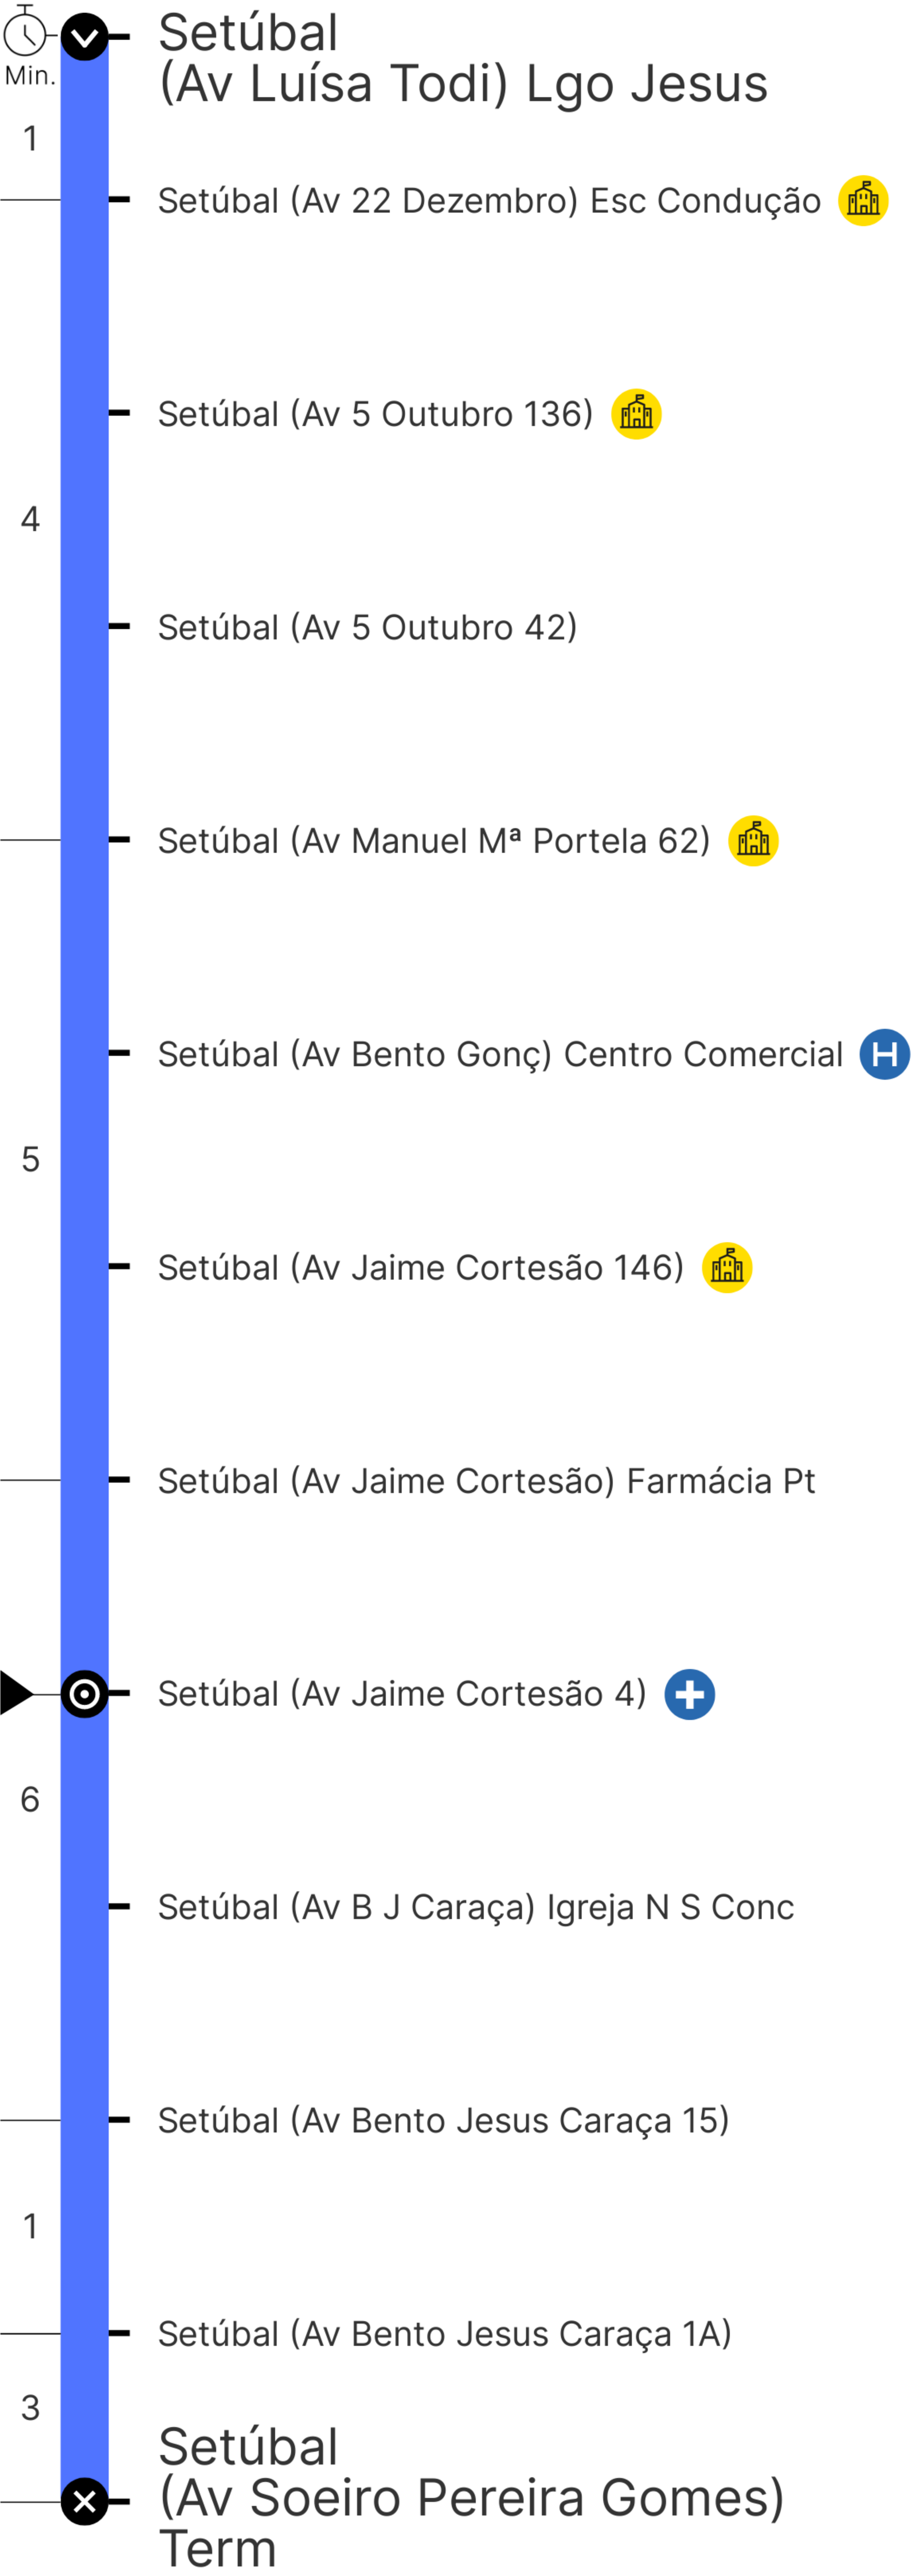 Setúbal
(Av Luísa Todi) Lgo Jesus
Min.
1
Setúbal (Av 22 Dezembro) Esc Condução
Setúbal (Av 5 Outubro 136)
4
Setúbal (Av 5 Outubro 42)
Setúbal (Av Manuel Mª Portela 62)
Setúbal (Av Bento Gonç) Centro Comercial H
5
Setúbal (Av Jaime Cortesão 146)
Setúbal (Av Jaime Cortesão) Farmácia Pt
Setúbal (Av Jaime Cortesão 4)
6
Setúbal (Av B J Caraça) Igreja N S Conc
Setúbal (Av Bento Jesus Caraça 15)
1
Setúbal (Av Bento Jesus Caraça 1A)
3
Setúbal
(Av Soeiro Pereira Gomes)
Term